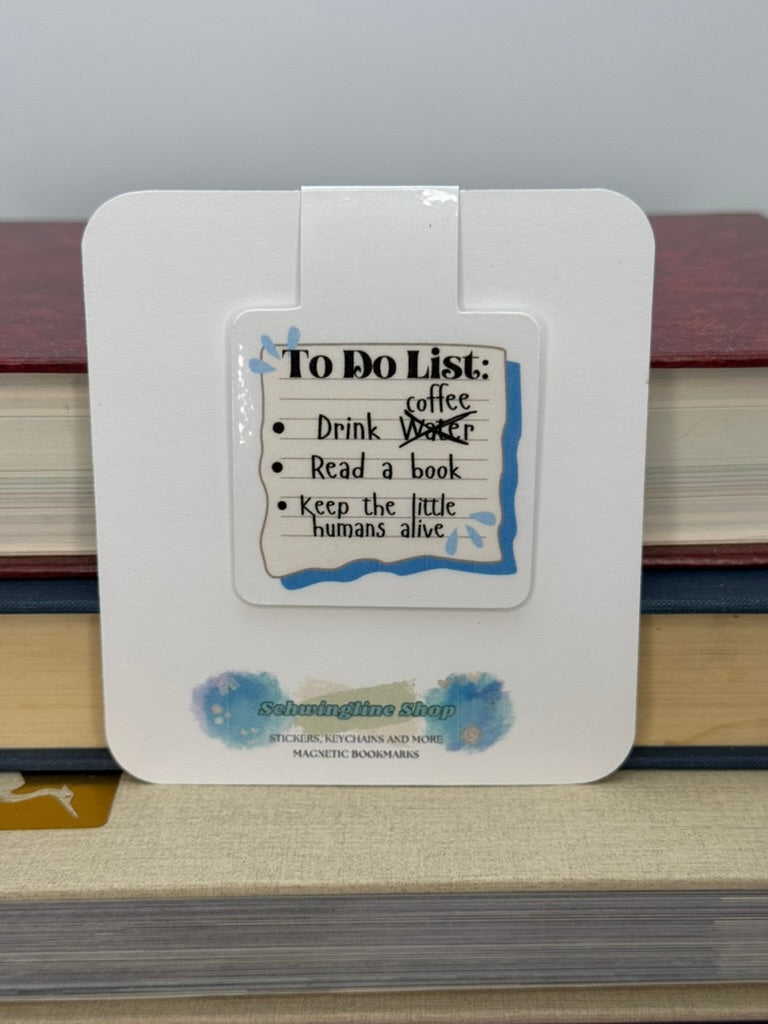 To Do List:
coffee
• Drink Water
• Read a book
• Keep the little
humans alive
Schwingline Shop
STICKERS, KEYCHAINS AND MORE
MAGNETIC BOOKMARKS